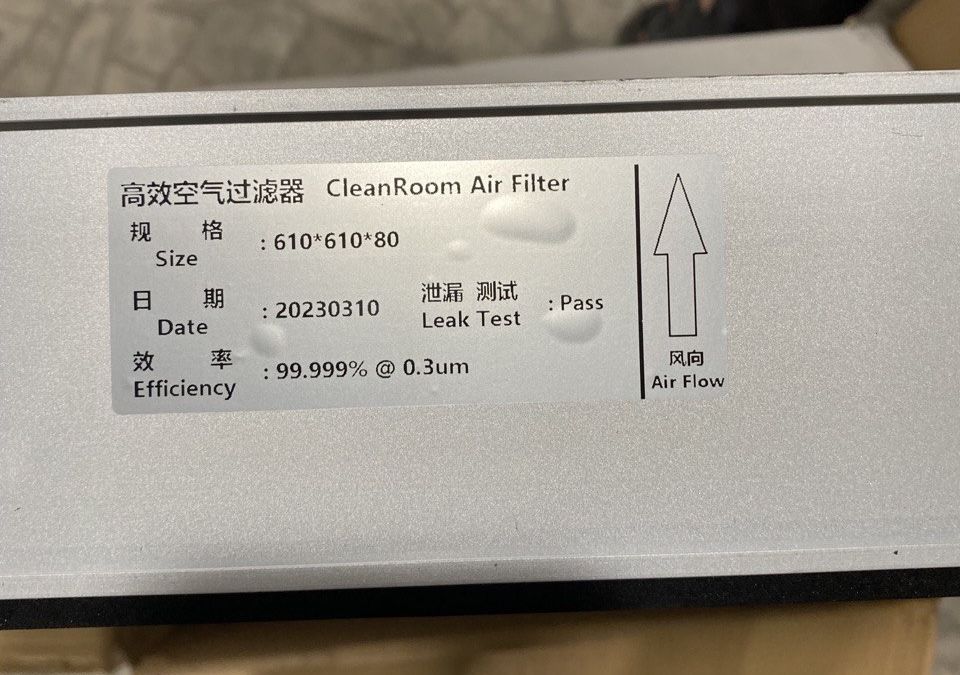 高效空气过滤器 CleanRoom Air Filter
规 格
Size : 610*610*80
日 期
Date : 20230310
泄漏 测试
Leak Test : Pass
效 率
Efficiency : 99.999% @ 0.3um
风向
Air Flow